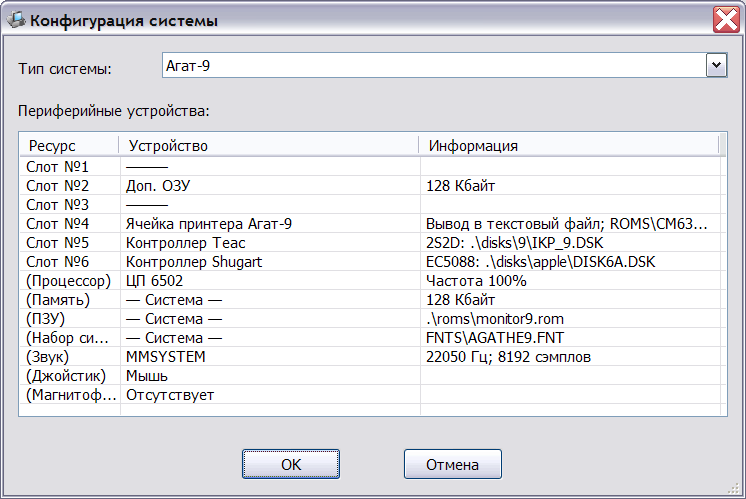 Конфигурация системы
Тип системы: Агат-9
Периферийные устройства:
Ресурс Устройство Информация
Слот №1 ———
Слот №2 Доп. ОЗУ 128 Кбайт
Слот №3 ———
Слот №4 Ячейка принтера Агат-9 Вывод в текстовый файл; ROMS\CM63...
Слот №5 Контроллер Teac 2S2D: .\disks\9\IKP_9.DSK
Слот №6 Контроллер Shugart EC5088: .\disks\apple\DISK6A.DSK
(Процессор) ЦП 6502 Частота 100%
(Память) — Система — 128 Кбайт
(ПЗУ) — Система — .\roms\monitor9.rom
(Набор си... — Система — FNTS\AGATHE9.FNT
(Звук) MMSYSTEM 22050 Гц; 8192 сэмплов
(Джойстик) Мышь
(Магнитоф... Отсутствует
OK Отмена